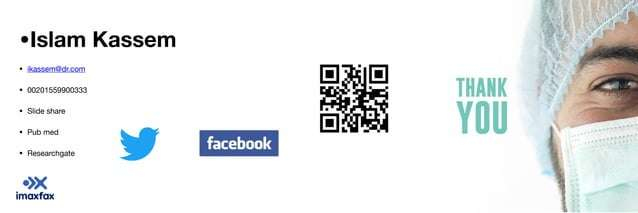 •Islam Kassem
• ikassem@dr.com
• 00201559900333
• Slide share
• Pub med
• Researchgate
facebook
imaxfax
THANK
YOU